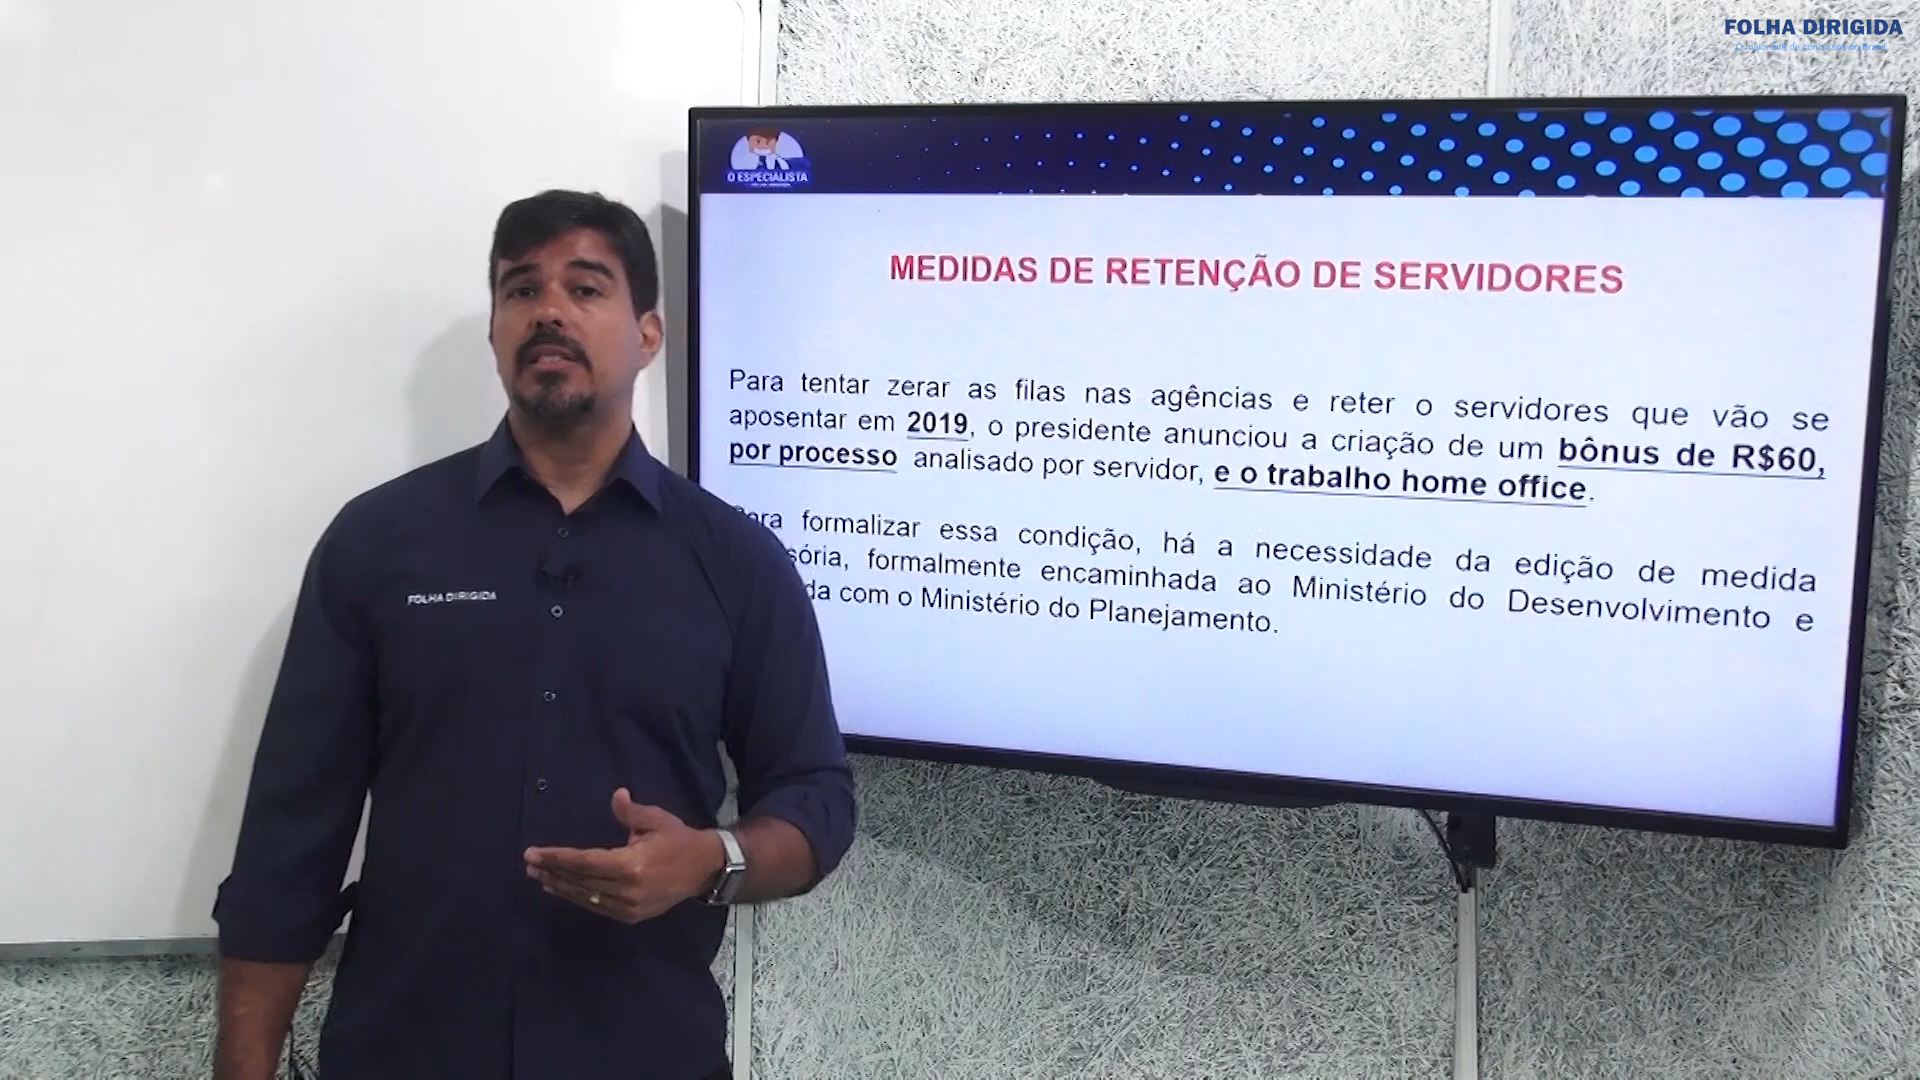 FOLHA DIRIGIDA
O ESPECIALISTA
MEDIDAS DE RETENÇÃO DE SERVIDORES
Para tentar zerar as filas nas agências e reter o servidores que vão se
aposentar em 2019, o presidente anunciou a criação de um bônus de R$60,
por processo analisado por servidor, e o trabalho home office.
formalizar essa condição, há a necessidade da edição de medida
formalmente encaminhada ao Ministério do Desenvolvimento e
com o Ministério do Planejamento.
FOLHA DIRIGIDA